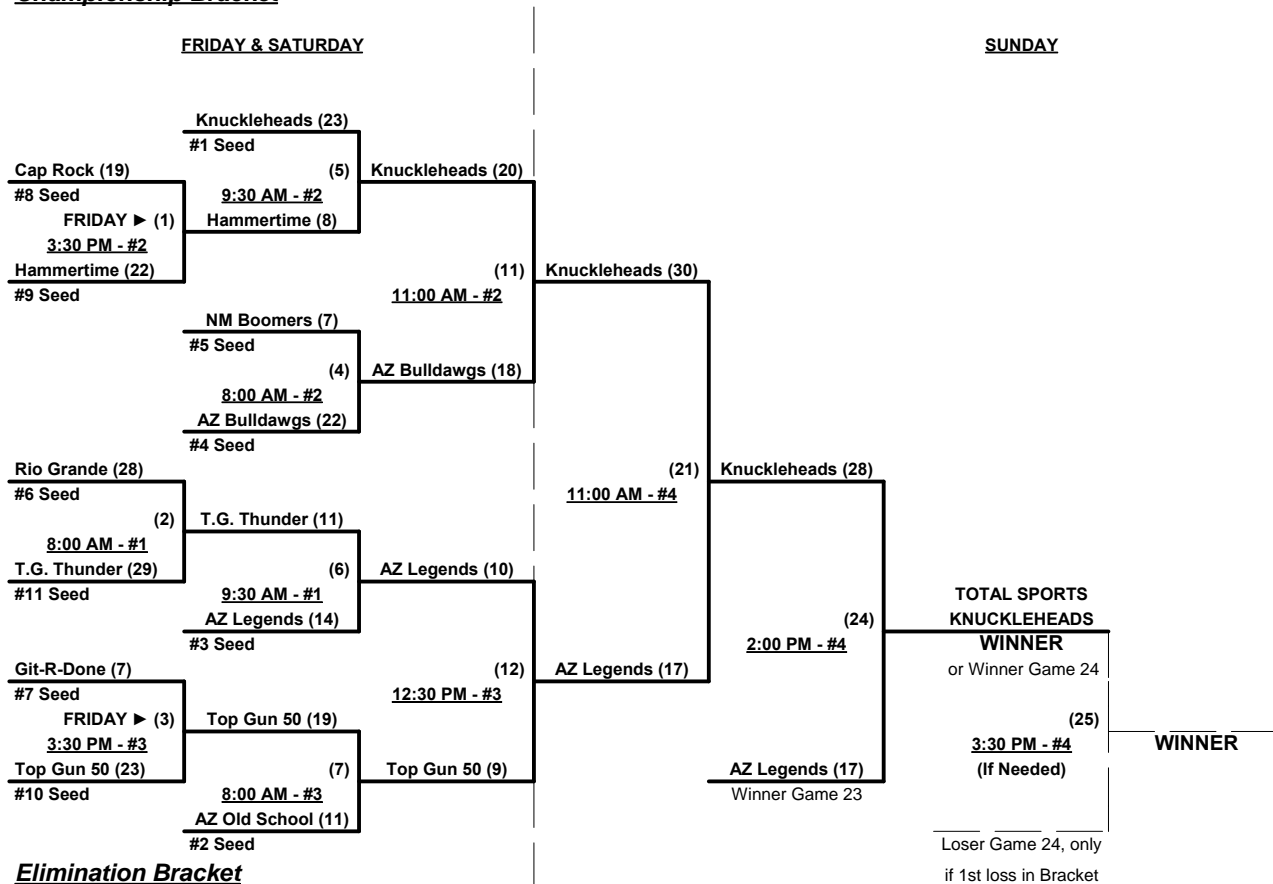 FRIDAY & SATURDAY
SUNDAY
Knuckleheads (23)
#1 Seed
Cap Rock (19)
(5)
Knuckleheads (20)
#8 Seed
9:30 AM - #2
FRIDAY ► (1)
Hammertime (8)
3:30 PM - #2
Hammertime (22)
(11)
Knuckleheads (30)
#9 Seed
11:00 AM - #2
NM Boomers (7)
#5 Seed
(4)
AZ Bulldawgs (18)
8:00 AM - #2
AZ Bulldawgs (22)
#4 Seed
Rio Grande (28)
(21)
Knuckleheads (28)
#6 Seed
11:00 AM - #4
(2)
T.G. Thunder (11)
8:00 AM - #1
T.G. Thunder (29)
(6)
AZ Legends (10)
#11 Seed
9:30 AM - #1
TOTAL SPORTS
AZ Legends (14)
(24)
KNUCKLEHEADS
#3 Seed
2:00 PM - #4
WINNER
Git-R-Done (7)
(12)
AZ Legends (17)
or Winner Game 24
#7 Seed
12:30 PM - #3
FRIDAY ► (3)
Top Gun 50 (19)
(25)
3:30 PM - #3
3:30 PM - #4
WINNER
Top Gun 50 (23)
(7)
Top Gun 50 (9)
AZ Legends (17)
(If Needed)
#10 Seed
8:00 AM - #3
Winner Game 23
AZ Old School (11)
#2 Seed
Loser Game 24, only
Elimination Bracket
if 1st loss in Bracket